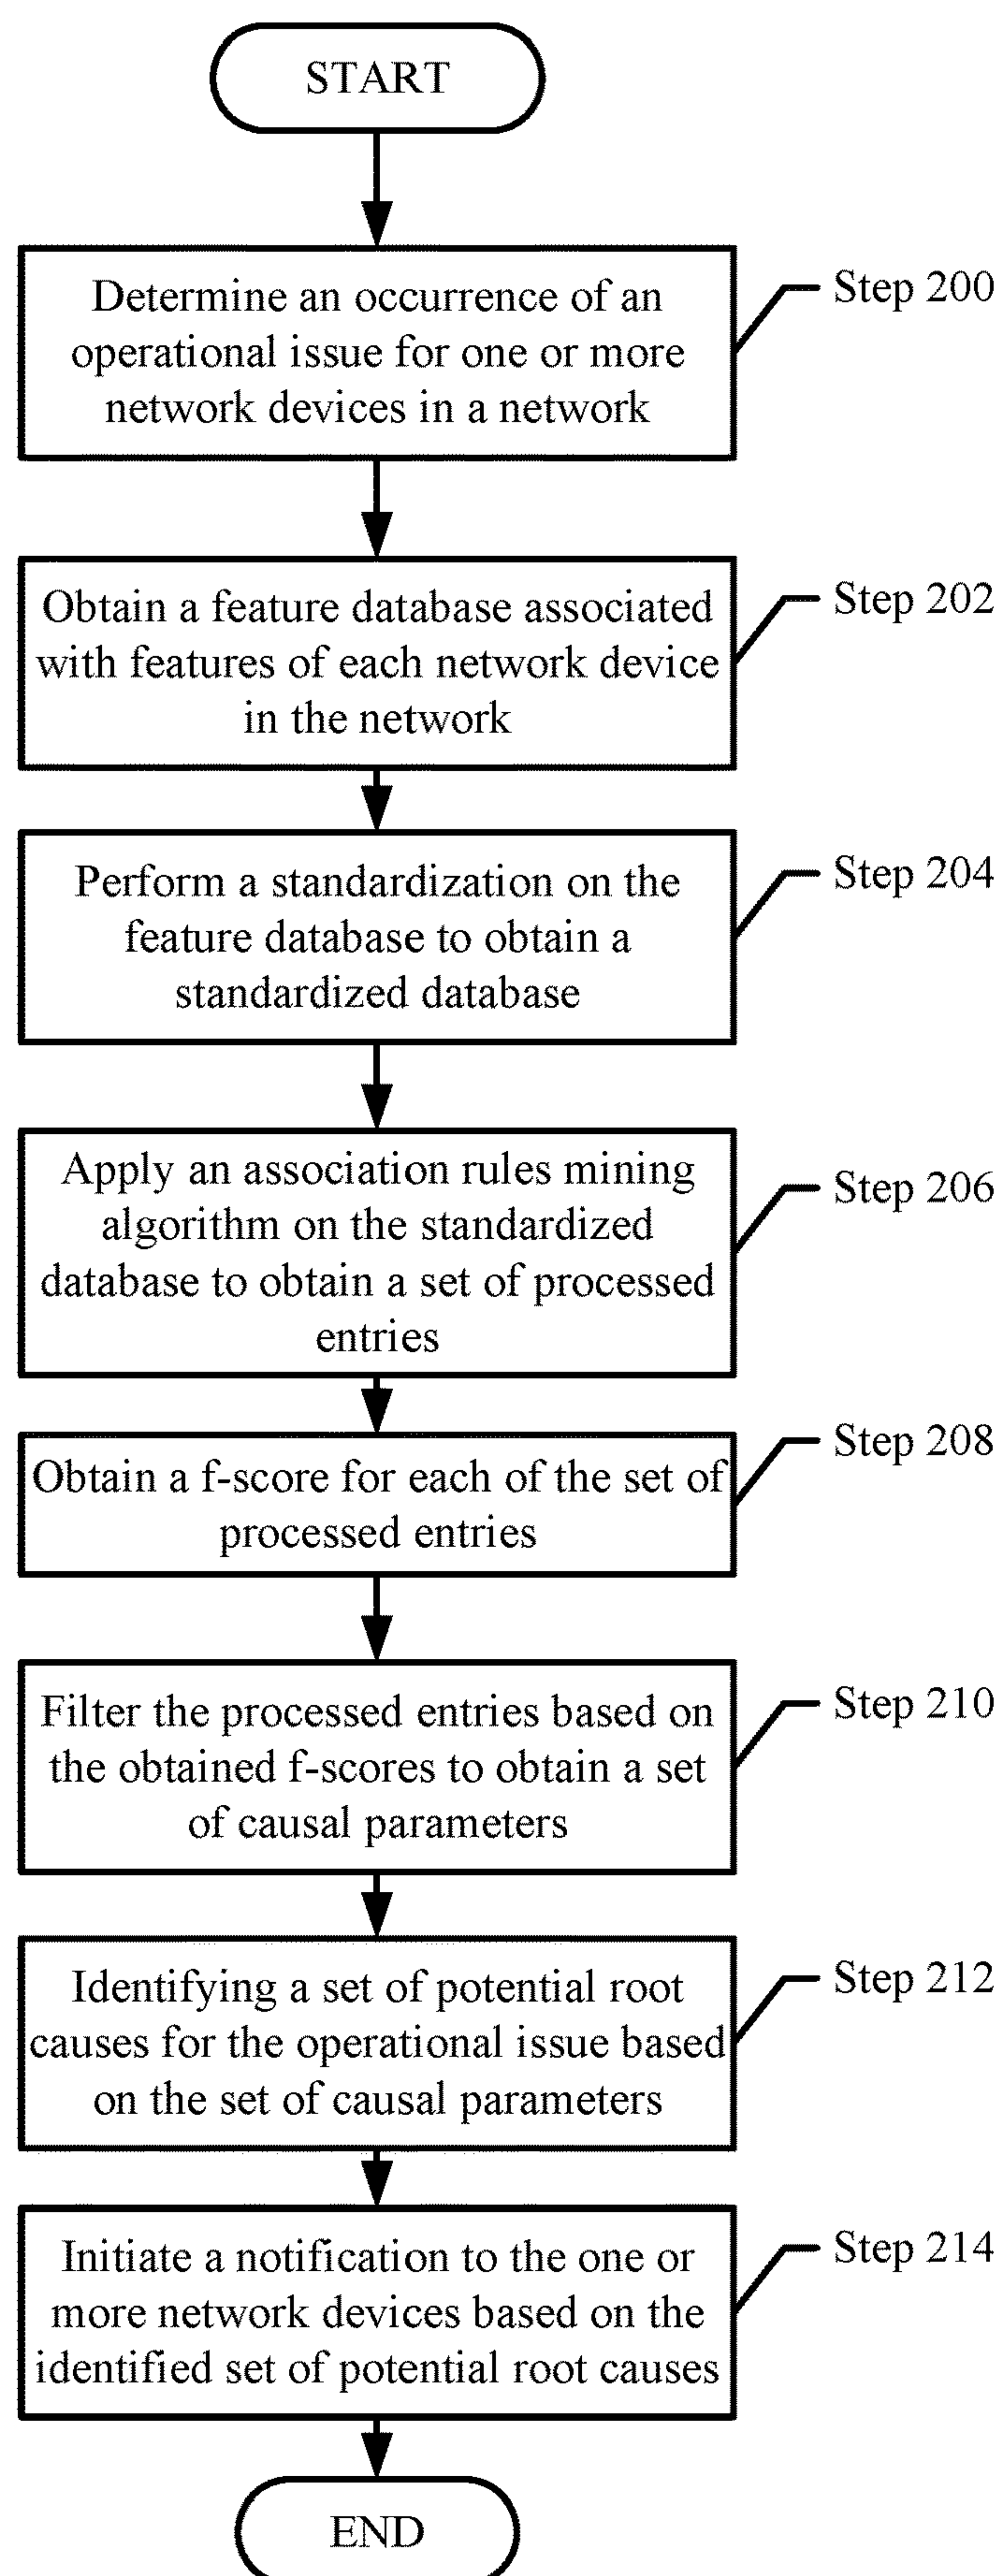 START
Determine an occurrence of an
operational issue for one or more
network devices in a network
Step 200
Obtain a feature database associated
with features of each network device
in the network
Step 202
Perform a standardization on the
feature database to obtain a
standardized database
Step 204
Apply an association rules mining
algorithm on the standardized
database to obtain a set of processed
entries
Step 206
Obtain a f-score for each of the set of
processed entries
Step 208
Filter the processed entries based on
the obtained f-scores to obtain a set
of causal parameters
Step 210
Identifying a set of potential root
causes for the operational issue based
on the set of causal parameters
Step 212
Initiate a notification to the one or
more network devices based on the
identified set of potential root causes
Step 214
END